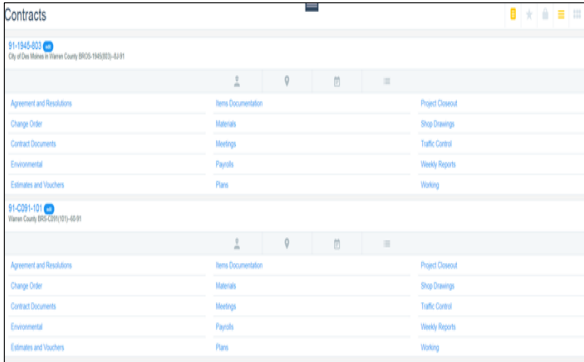 Contracts
91-1945-803 edit
City of Des Moines in Warren County BROS-1945(803)--8J-91
Agreement and Resolutions Items Documentation Project Closeout
Change Order Materials Shop Drawings
Contract Documents Meetings Traffic Control
Environmental Payrolls Weekly Reports
Estimates and Vouchers Plans Working
91-C091-101 edit
Warren County BRS-C091(101)--60-91
Agreement and Resolutions Items Documentation Project Closeout
Change Order Materials Shop Drawings
Contract Documents Meetings Traffic Control
Environmental Payrolls Weekly Reports
Estimates and Vouchers Plans Working